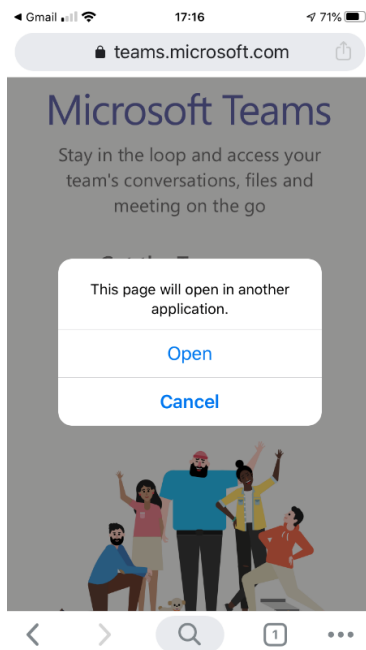 Gmail
17:16
71%
teams.microsoft.com
Microsoft Teams
Stay in the loop and access your
team's conversations, files and
meeting on the go
This page will open in another
application.
Open
Cancel
1